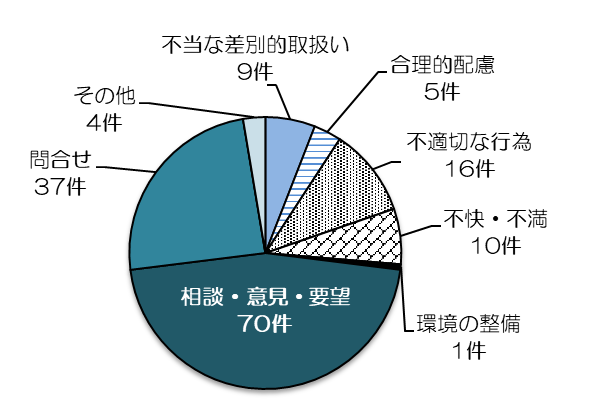 不当な差別的取扱い
9件
合理的配慮
5件
不適切な行為
16件
不快・不満
10件
環境の整備
1件
相談・意見・要望
70件
問合せ
37件
その他
4件